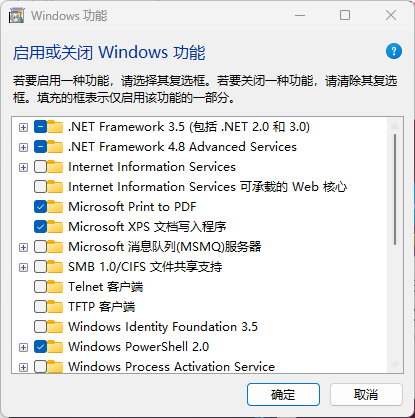 Windows 功能
启用或关闭 Windows 功能
若要启用一种功能，请选择其复选框。若要关闭一种功能，请清除其复选
框。填充的框表示仅启用该功能的一部分。
.NET Framework 3.5 (包括 .NET 2.0 和 3.0)
.NET Framework 4.8 Advanced Services
Internet Information Services
Internet Information Services 可承载的 Web 核心
Microsoft Print to PDF
Microsoft XPS 文档写入程序
Microsoft 消息队列(MSMQ)服务器
SMB 1.0/CIFS 文件共享支持
Telnet 客户端
TFTP 客户端
Windows Identity Foundation 3.5
Windows PowerShell 2.0
Windows Process Activation Service
确定 取消